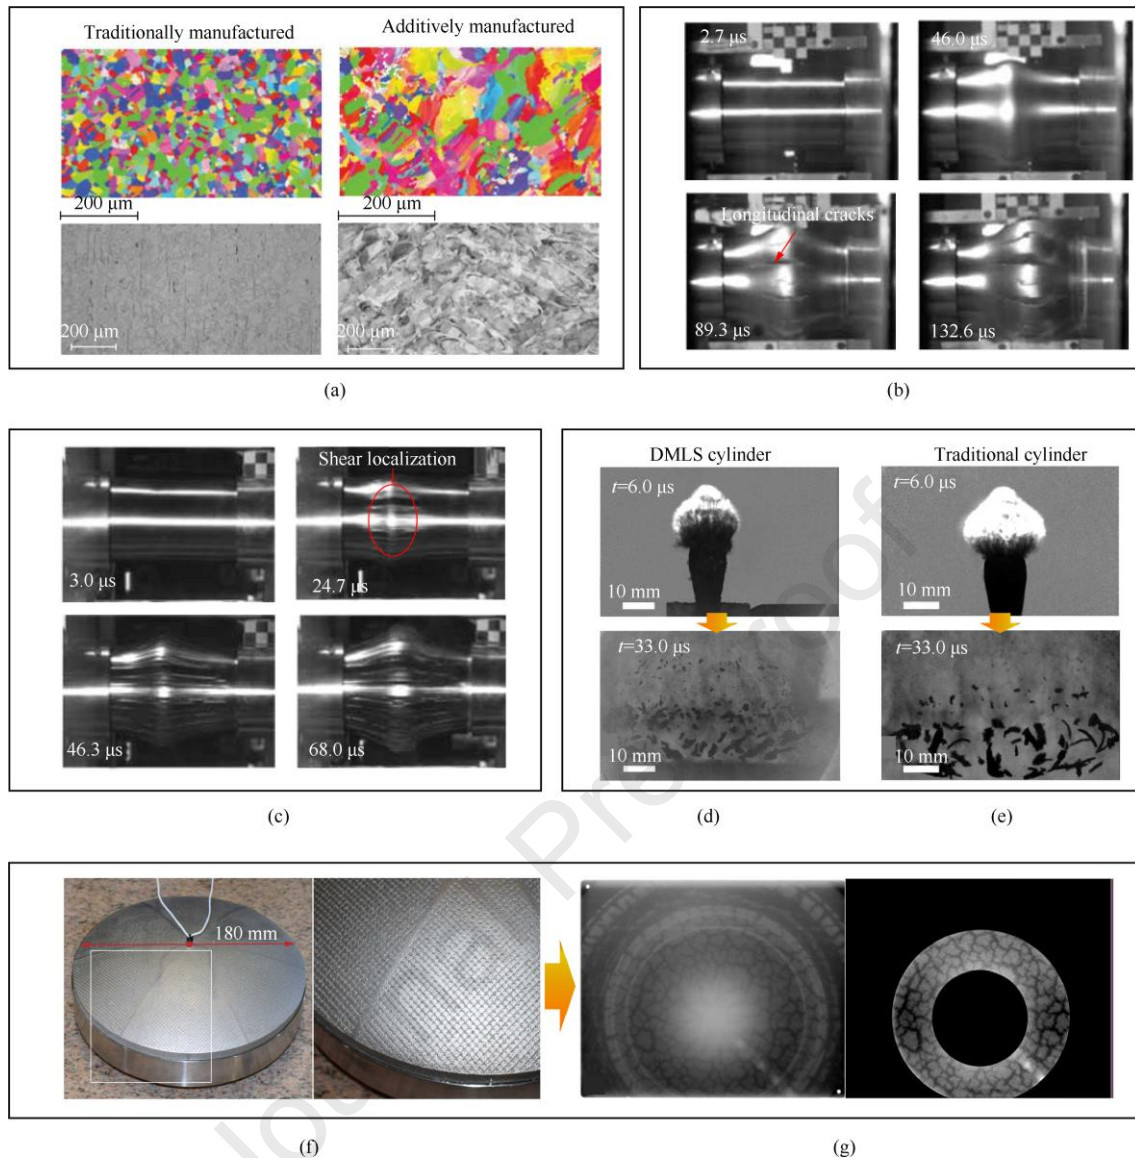 Traditionally manufactured
Additively manufactured
200 μm
200 μm
200 μm
200 μm
(a)
2.7 μs
46.0 μs
Longitudinal cracks
89.3 μs
132.6 μs
(b)
Shear localization
3.0 μs
24.7 μs
46.3 μs
68.0 μs
(c)
DMLS cylinder
Traditional cylinder
t=6.0 μs
t=6.0 μs
10 mm
10 mm
t=33.0 μs
t=33.0 μs
10 mm
10 mm
(d)
(e)
180 mm
(f)
(g)